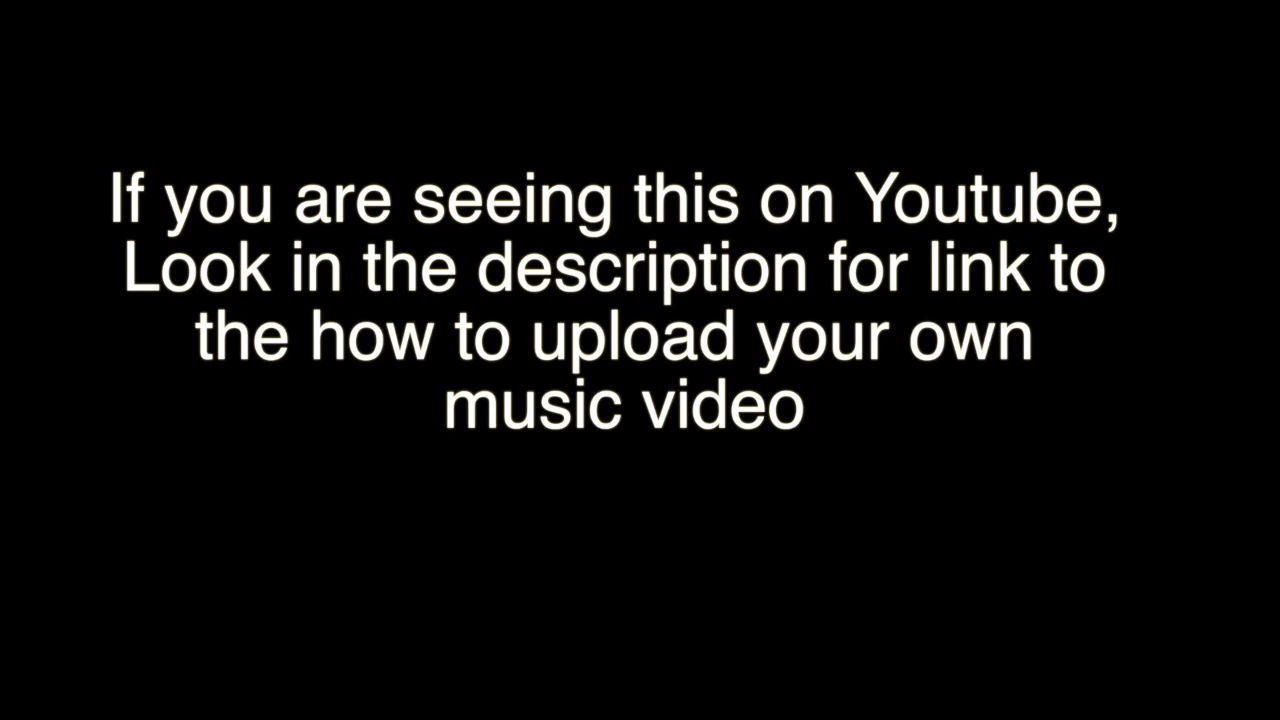 If you are seeing this on Youtube,
Look in the description for link to
the how to upload your own
music video